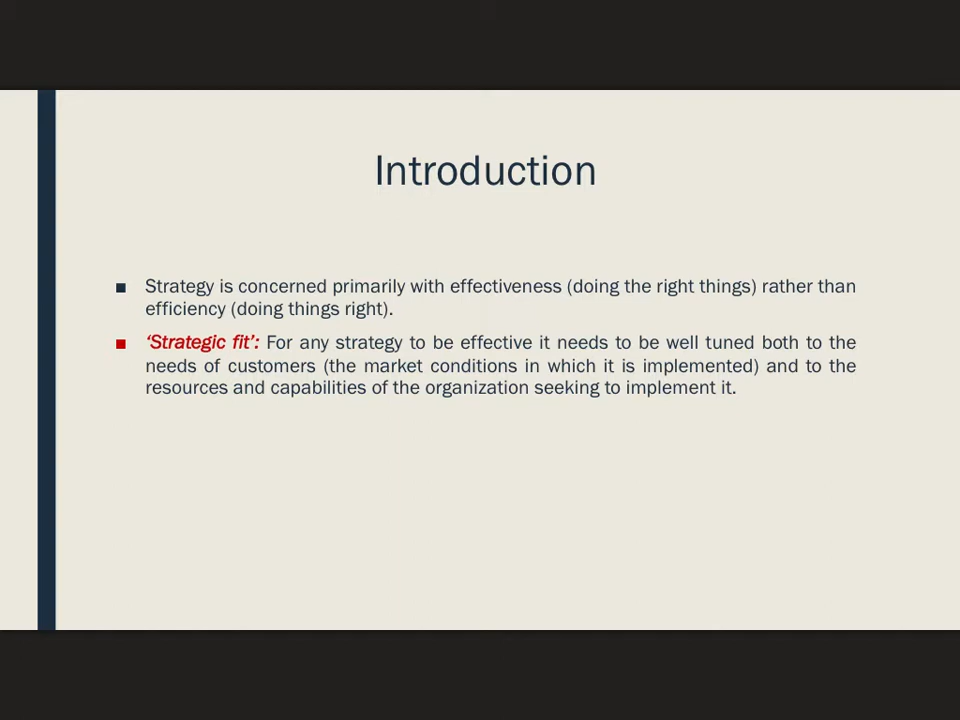 Introduction
■ Strategy is concerned primarily with effectiveness (doing the right things) rather than
efficiency (doing things right).
■ ‘Strategic fit’: For any strategy to be effective it needs to be well tuned both to the
needs of customers (the market conditions in which it is implemented) and to the
resources and capabilities of the organization seeking to implement it.